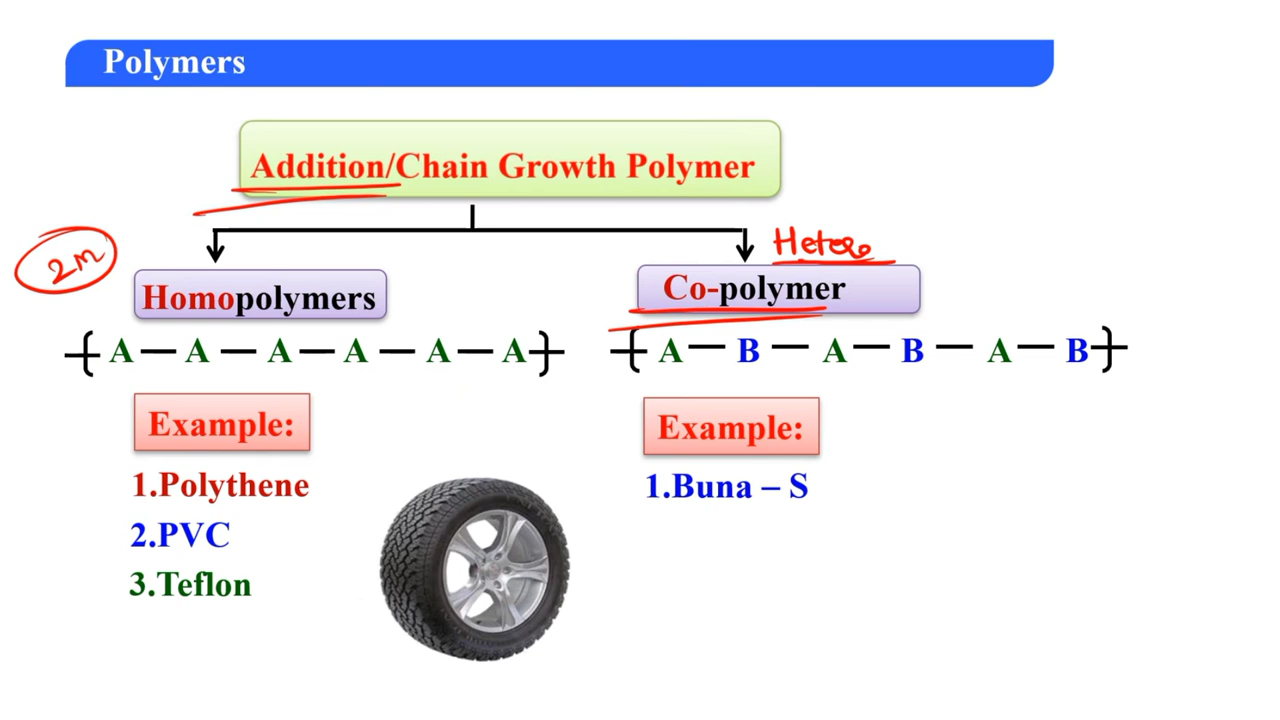 Polymers
Addition/Chain Growth Polymer
2m
Hetero
Homopolymers
Co-polymer
A — A — A — A — A — A
A — B — A — B — A — B
Example:
Example:
1.Polythene
1.Buna – S
2.PVC
3.Teflon